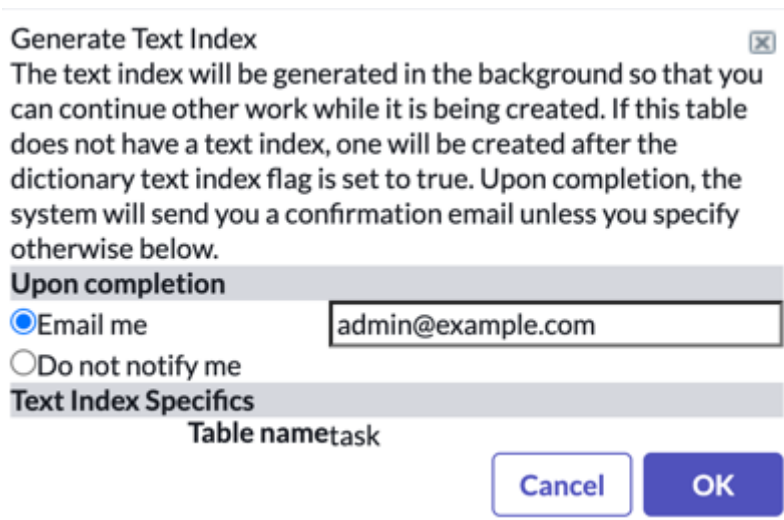 Generate Text Index
The text index will be generated in the background so that you
can continue other work while it is being created. If this table
does not have a text index, one will be created after the
dictionary text index flag is set to true. Upon completion, the
system will send you a confirmation email unless you specify
otherwise below.
Upon completion
Email me admin@example.com
Do not notify me
Text Index Specifics
Table name task
Cancel OK